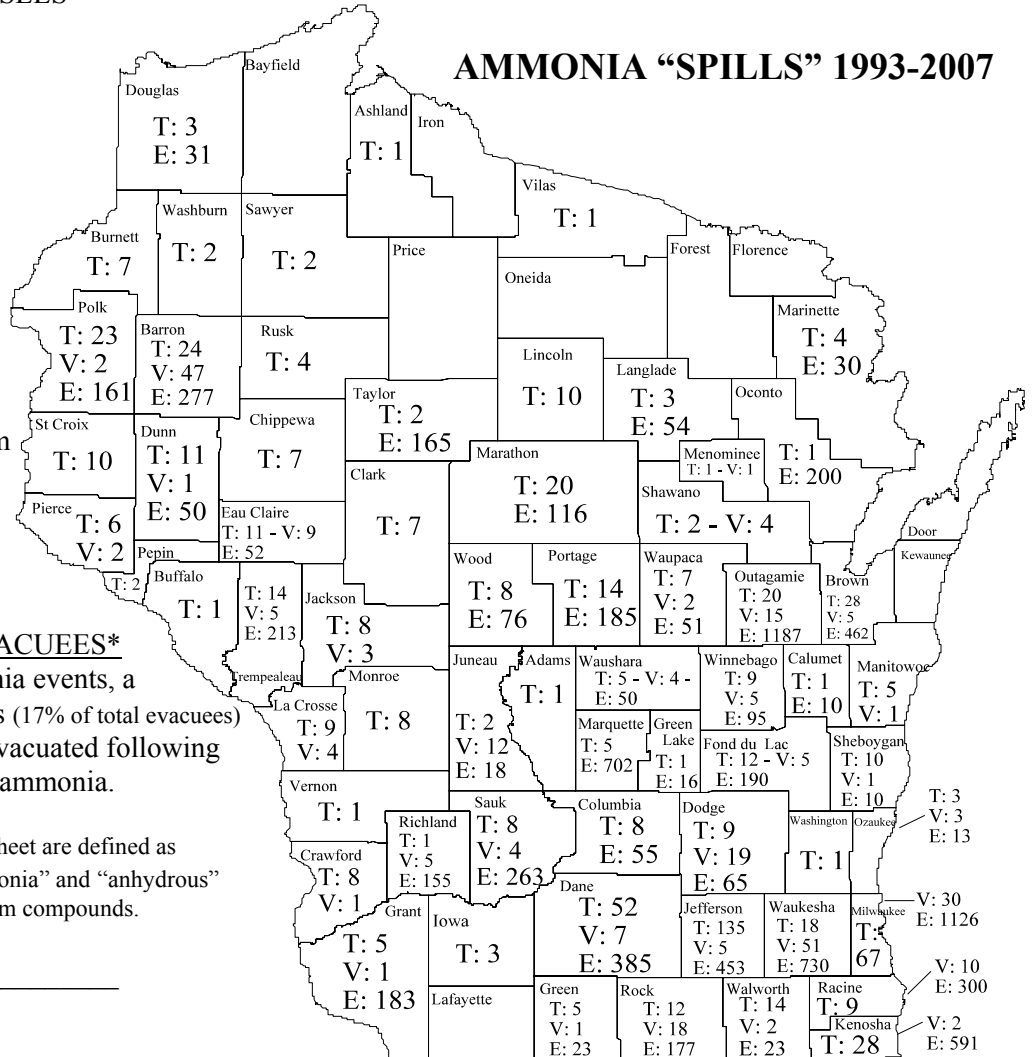 SEES
AMMONIA “SPILLS” 1993-2007
Bayfield
Douglas
T: 3
E: 31
Ashland
T: 1
Iron
Vilas
T: 1
Washburn
T: 2
Sawyer
T: 2
Burnett
T: 7
Price
Oneida
Forest
Florence
Polk
T: 23
V: 2
E: 161
Barron
T: 24
V: 47
E: 277
Rusk
T: 4
Marinette
T: 4
E: 30
Lincoln
T: 10
Langlade
T: 3
E: 54
Oconto
T: 1
E: 200
Taylor
T: 2
E: 165
Chippewa
T: 7
St Croix
T: 10
Dunn
T: 11
V: 1
E: 50
m
Marathon
T: 20
E: 116
Menominee
T: 1 - V: 1
Clark
T: 7
Shawano
T: 2 - V: 4
Pierce
T: 6
V: 2
Eau Claire
T: 11 - V: 9
E: 52
Door
Kewaunee
Pepin
T: 2
Buffalo
T: 1
T: 14
V: 5
E: 213
Trempealeau
Jackson
T: 8
V: 3
Wood
T: 8
E: 76
Portage
T: 14
E: 185
Waupaca
T: 7
V: 2
E: 51
Outagamie
T: 20
V: 15
E: 1187
Brown
T: 28
V: 5
E: 462
ACUEES*
nia events, a
s (17% of total evacuees)
vacuated following
ammonia.
Monroe
T: 8
La Crosse
T: 9
V: 4
Juneau
T: 2
V: 12
E: 18
Adams
T: 1
Waushara
T: 5 - V: 4 -
E: 50
Winnebago
T: 9
V: 5
E: 95
Calumet
T: 1
E: 10
Manitowoc
T: 5
V: 1
Marquette
T: 5
E: 702
Green
Lake
T: 1
E: 16
Fond du Lac
T: 12 - V: 5
E: 190
Sheboygan
T: 10
V: 1
E: 10
Vernon
T: 1
Richland
T: 1
V: 5
E: 155
Sauk
T: 8
V: 4
E: 263
Columbia
T: 8
E: 55
Dodge
T: 9
V: 19
E: 65
Washington
T: 1
Ozaukee
T: 3
V: 3
E: 13
heet are defined as
onia” and “anhydrous”
m compounds.
Crawford
T: 8
V: 1
Grant
T: 5
V: 1
E: 183
Iowa
T: 3
Dane
T: 52
V: 7
E: 385
Jefferson
T: 135
V: 5
E: 453
Waukesha
T: 18
V: 51
E: 730
Milwaukee
T:
67
V: 30
E: 1126
Lafayette
Green
T: 5
V: 1
E: 23
Rock
T: 12
V: 18
E: 177
Walworth
T: 14
V: 2
E: 23
Racine
T: 9
V: 10
E: 300
Kenosha
T: 28
V: 2
E: 591